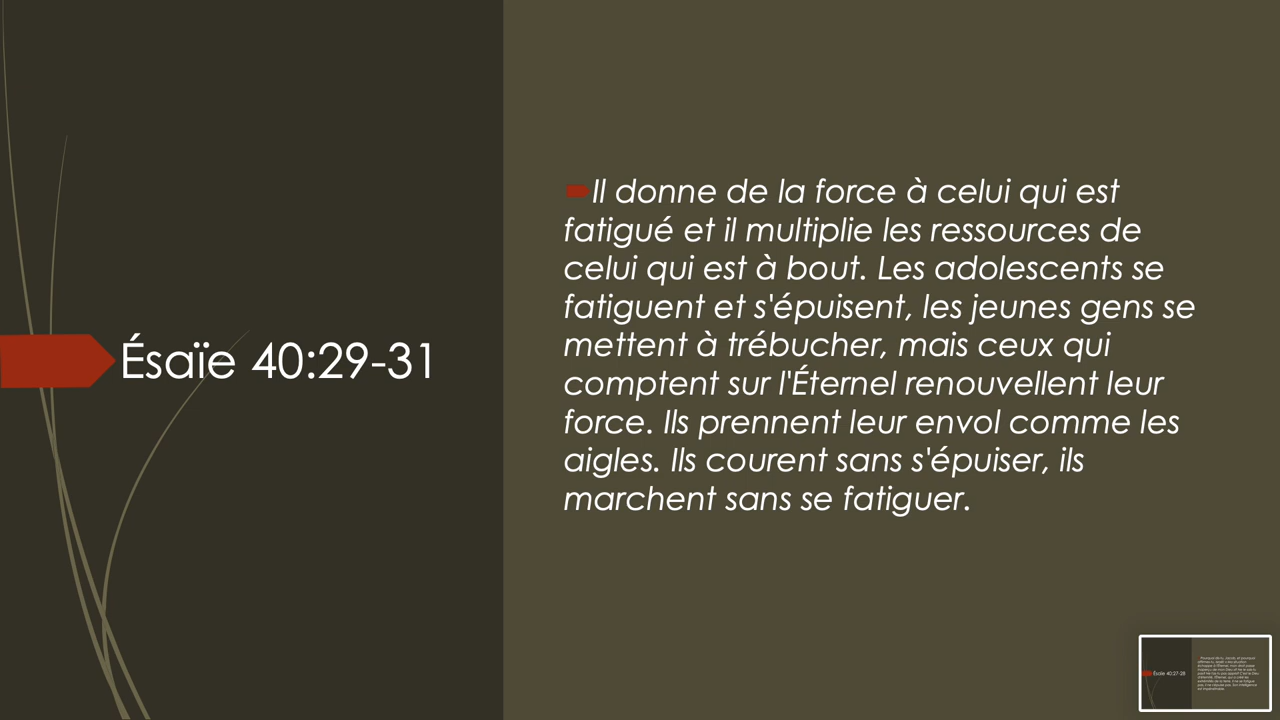 Ésaïe 40:29-31
Il donne de la force à celui qui est
fatigué et il multiplie les ressources de
celui qui est à bout. Les adolescents se
fatiguent et s'épuisent, les jeunes gens se
mettent à trébucher, mais ceux qui
comptent sur l'Éternel renouvellent leur
force. Ils prennent leur envol comme les
aigles. Ils courent sans s'épuiser, ils
marchent sans se fatiguer.
Ésaïe 40:27-28